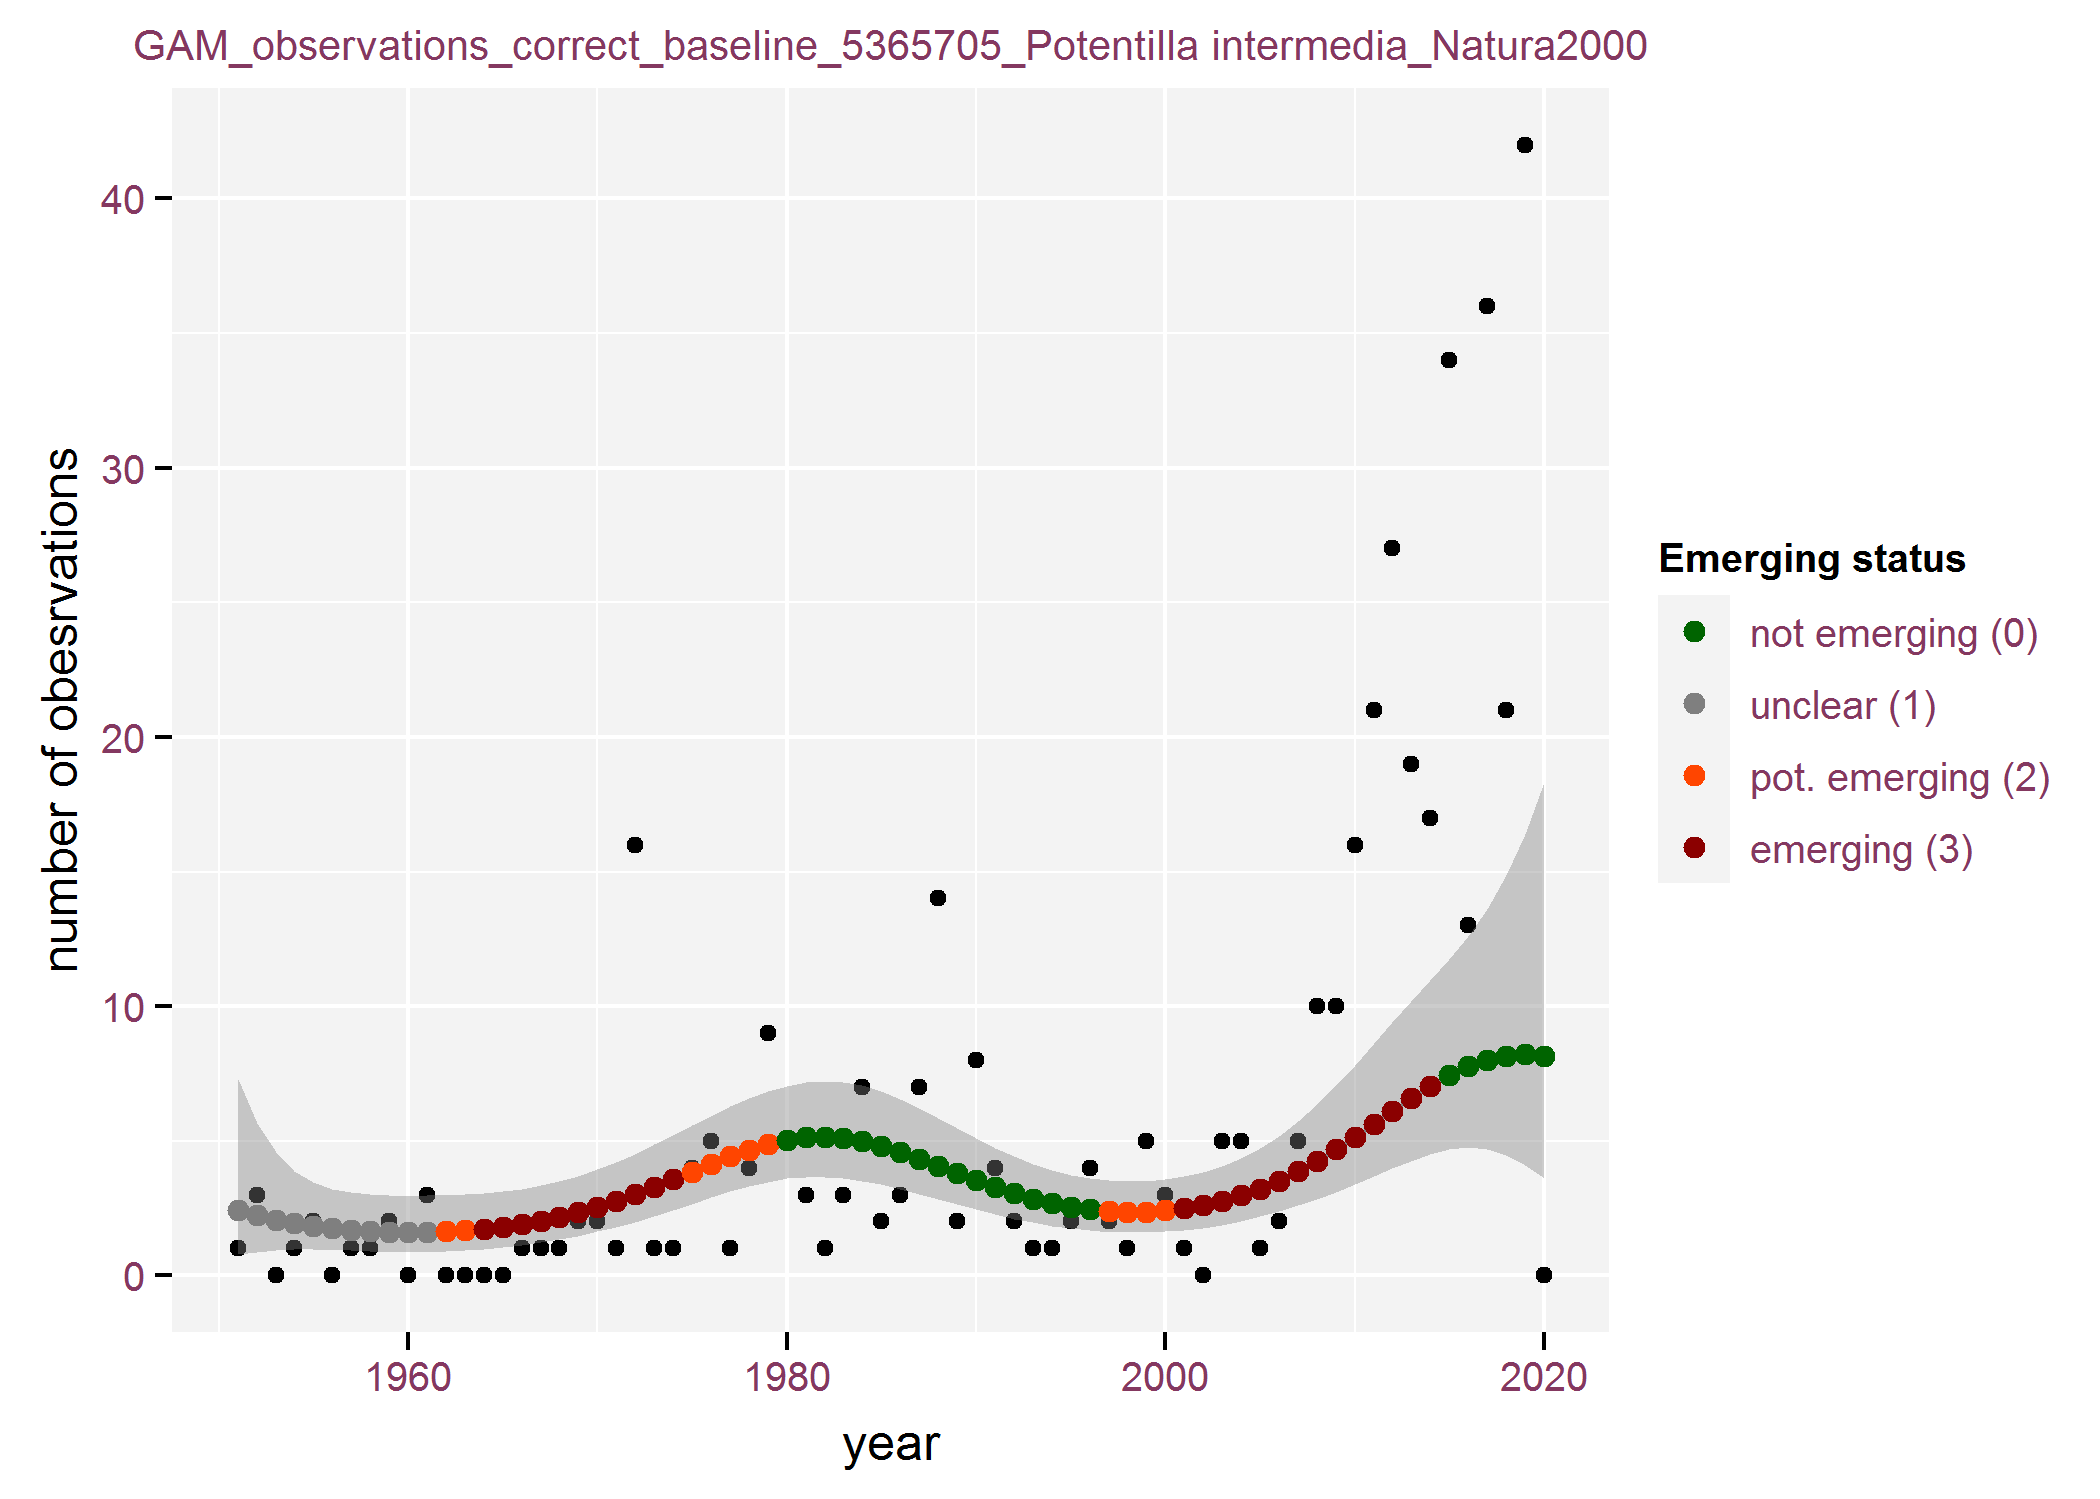 GAM_observations_correct_baseline_5365705_Potentilla intermedia_Natura2000
number of obesrvations
40
30
20
10
0
1960
1980
2000
2020
year
Emerging status
not emerging (0)
unclear (1)
pot. emerging (2)
emerging (3)